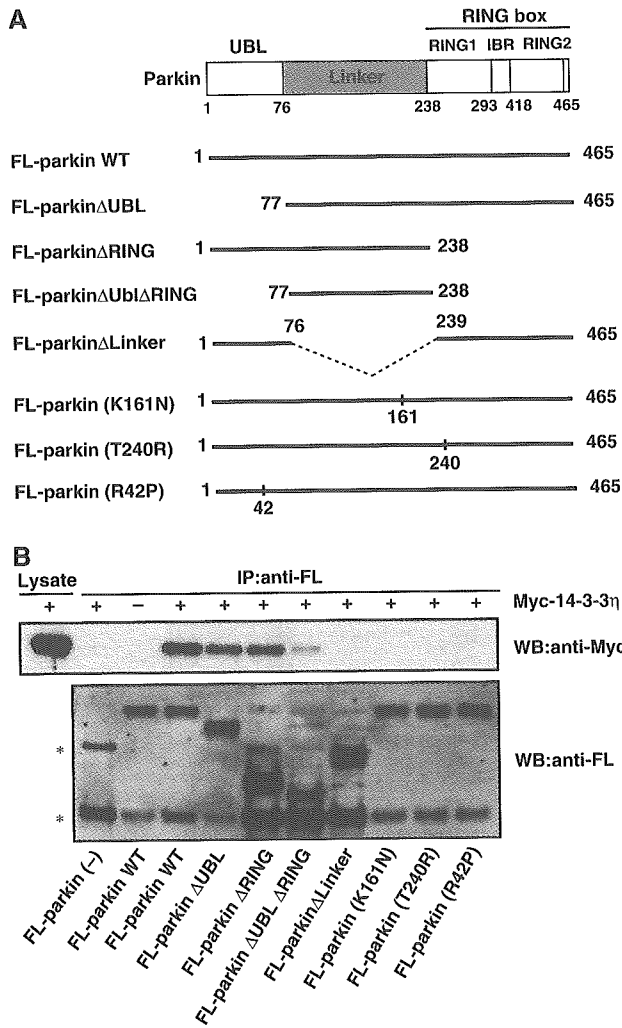 A
RING box
UBL
RING1 IBR RING2
Parkin
Linker
1 76 238 293 418 465
FL-parkin WT 1 465
FL-parkinΔUBL 77 465
FL-parkinΔRING 1 238
FL-parkinΔUblΔRING 77 238
76 239
FL-parkinΔLinker 1 465
FL-parkin (K161N) 1 465
161
FL-parkin (T240R) 1 465
240
FL-parkin (R42P) 1 465
42
B
Lysate IP:anti-FL
+ + − + + + + + + + + Myc-14-3-3η
WB:anti-Myc
* 
WB:anti-FL
*
FL-parkin (−)
FL-parkin WT
FL-parkin WT
FL-parkin ΔUBL
FL-parkin ΔRING
FL-parkin ΔUBL ΔRING
FL-parkinΔLinker
FL-parkin (K161N)
FL-parkin (T240R)
FL-parkin (R42P)